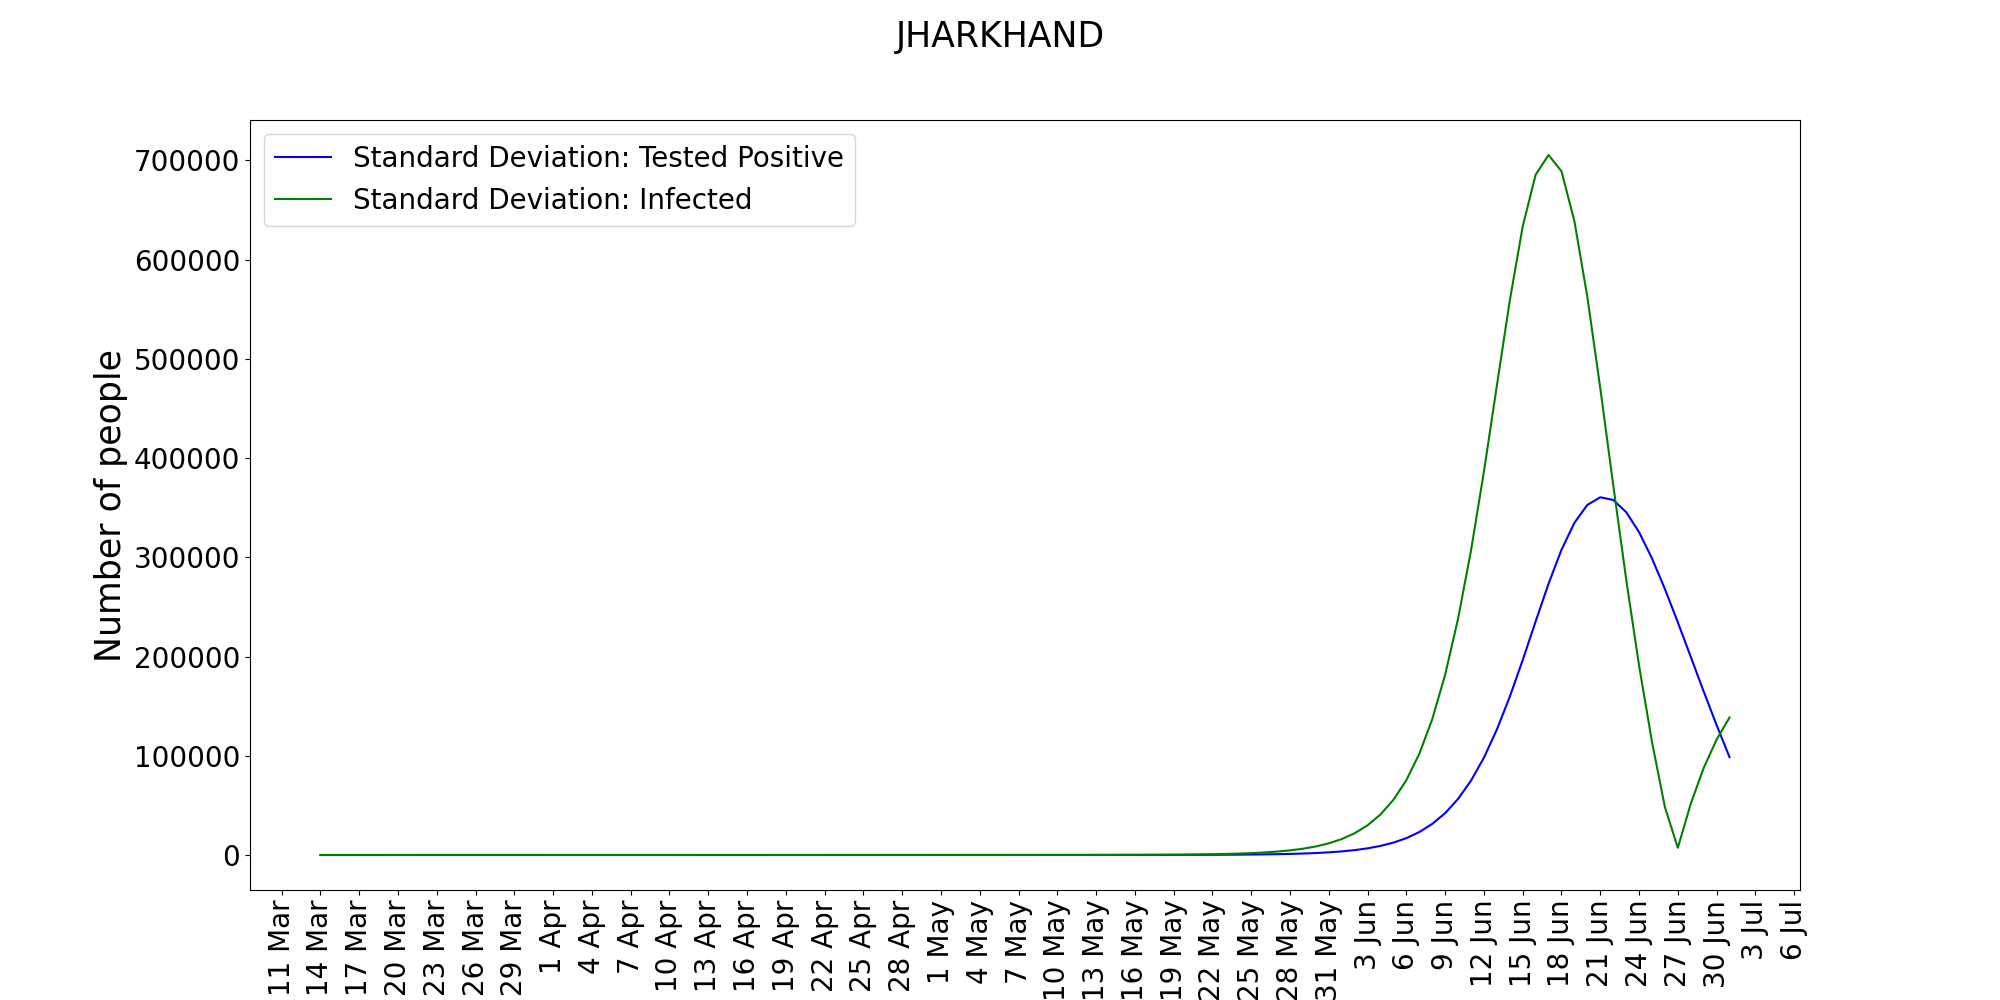 JHARKHAND
Standard Deviation: Tested Positive
Standard Deviation: Infected
Number of people
700000
600000
500000
400000
300000
200000
100000
0
11 Mar
14 Mar
17 Mar
20 Mar
23 Mar
26 Mar
29 Mar
1 Apr
4 Apr
7 Apr
10 Apr
13 Apr
16 Apr
19 Apr
22 Apr
25 Apr
28 Apr
1 May
4 May
7 May
10 May
13 May
16 May
19 May
22 May
25 May
28 May
31 May
3 Jun
6 Jun
9 Jun
12 Jun
15 Jun
18 Jun
21 Jun
24 Jun
27 Jun
30 Jun
3 Jul
6 Jul